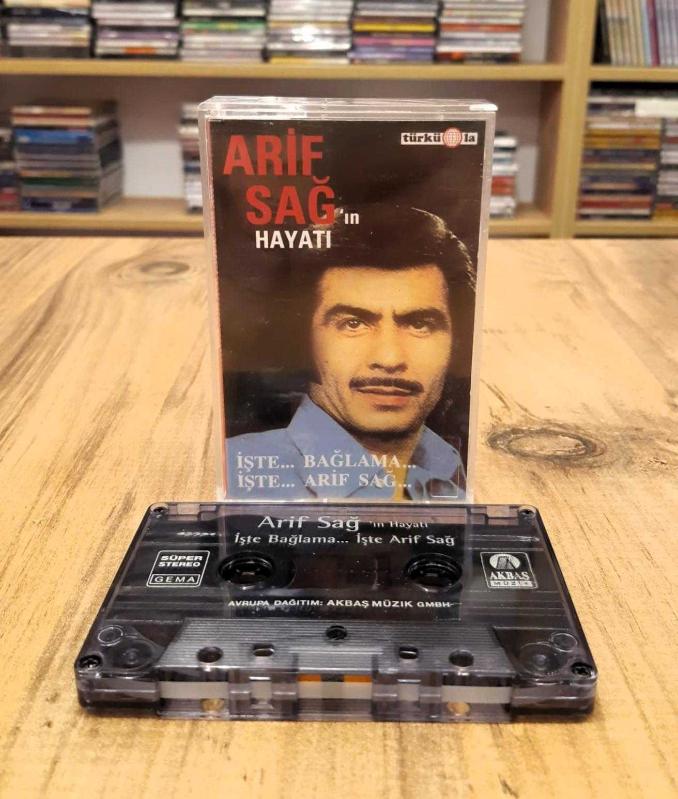 türkü la
ARİF
SAĞ'ın
HAYATI
İŞTE... BAĞLAMA...
İŞTE... ARİF SAĞ...
Arif Sağ 'ın Hayatı
İşte Bağlama... İşte Arif Sağ
SÜPER
STEREO
GEMA
AKBAŞ
MÜZİK
AVRUPA DAĞITIM: AKBAŞ MÜZIK GMBH